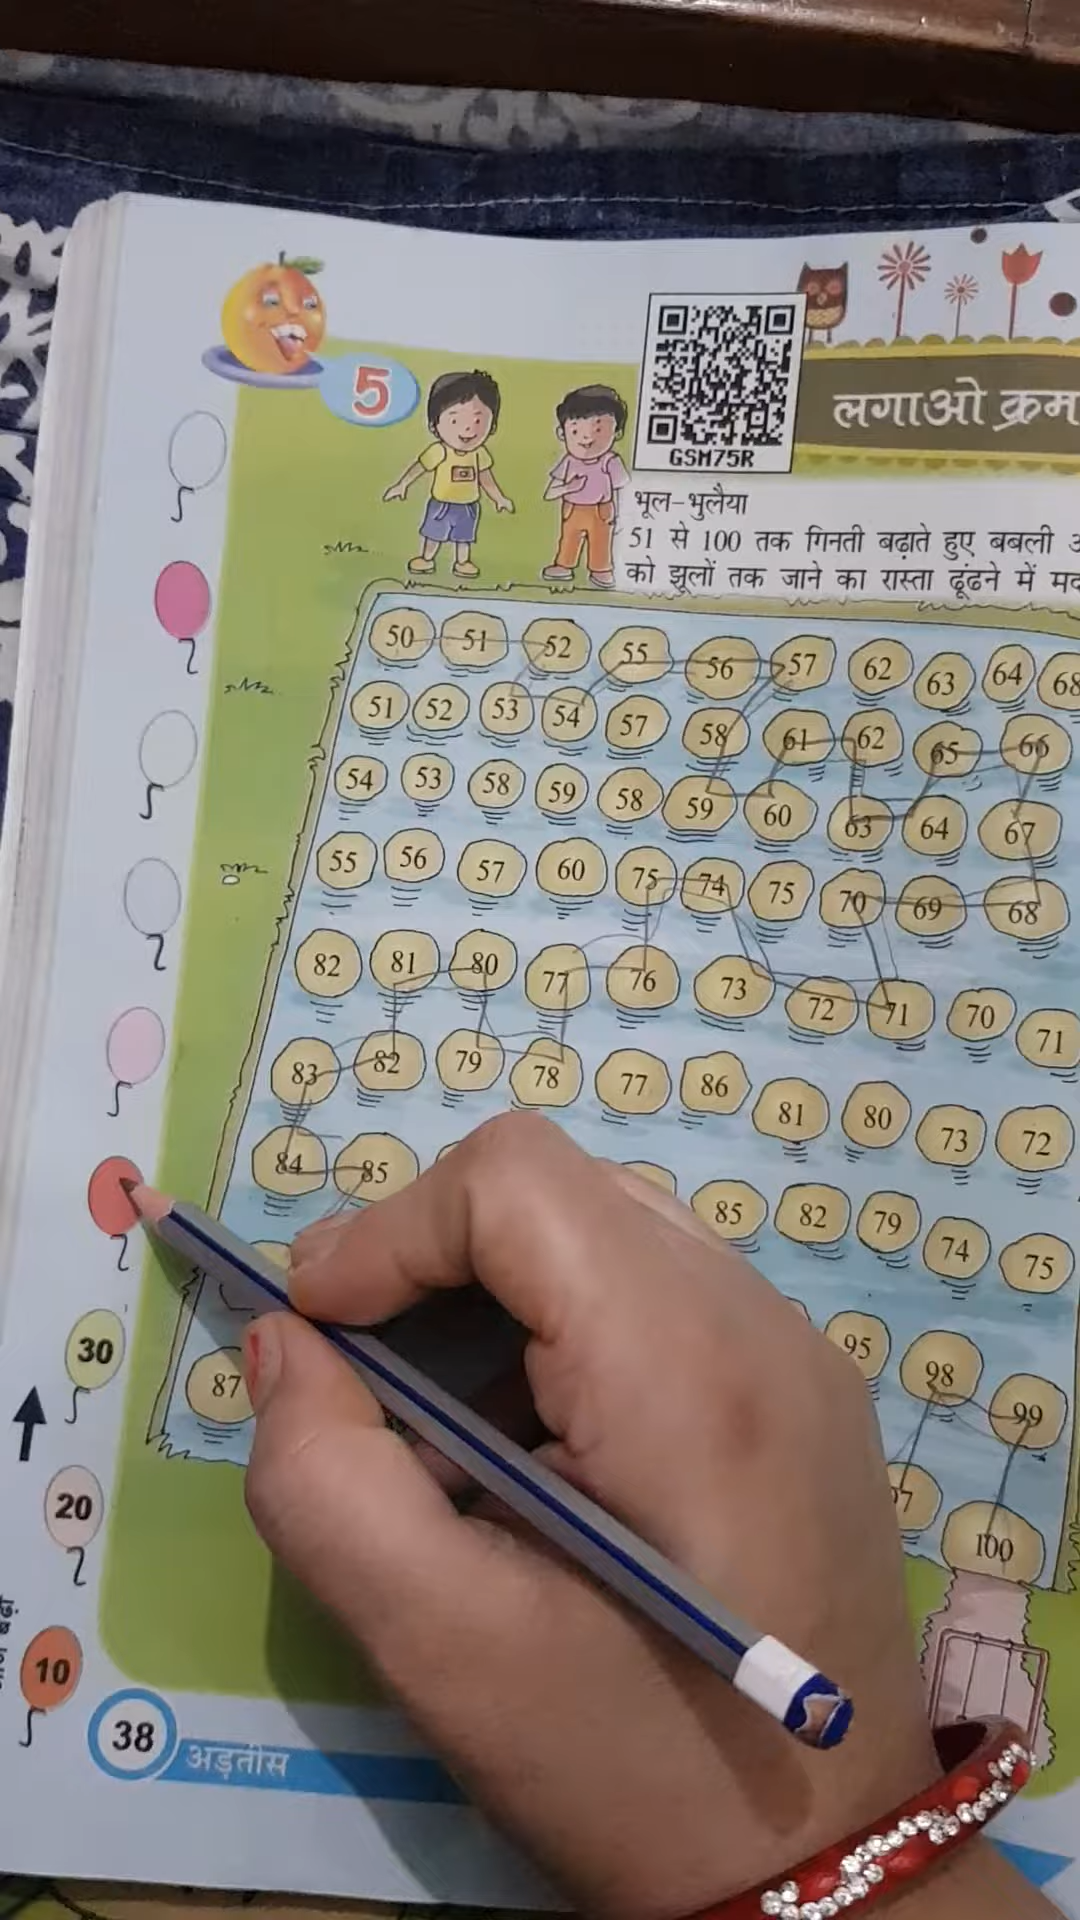 5
GSM75R
लगाओ क्रम
भूल-भुलैया
51 से 100 तक गिनती बढ़ाते हुए बबली
को झूलों तक जाने का रास्ता ढूंढने में
50 51 52 55 56 57 62 63 64 68
51 52 53 54 57 58 61 62 65 66
54 53 58 59 58 59 60 63 64 67
55 56 57 60 75 74 75 70 69 68
82 81 80 77 76 73 72 71 70 71
83 82 79 78 77 86 81 80 73 72
84 85 85 82 79 74 75
95 98 99
87 100
30
20
10
38 अड़तीस